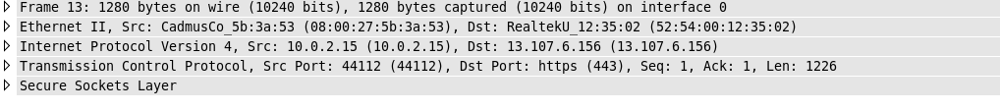 Frame 13: 1280 bytes on wire (10240 bits), 1280 bytes captured (10240 bits) on interface 0
Ethernet II, Src: CadmusCo_5b:3a:53 (08:00:27:5b:3a:53), Dst: RealtekU_12:35:02 (52:54:00:12:35:02)
Internet Protocol Version 4, Src: 10.0.2.15 (10.0.2.15), Dst: 13.107.6.156 (13.107.6.156)
Transmission Control Protocol, Src Port: 44112 (44112), Dst Port: https (443), Seq: 1, Ack: 1, Len: 1226
Secure Sockets Layer